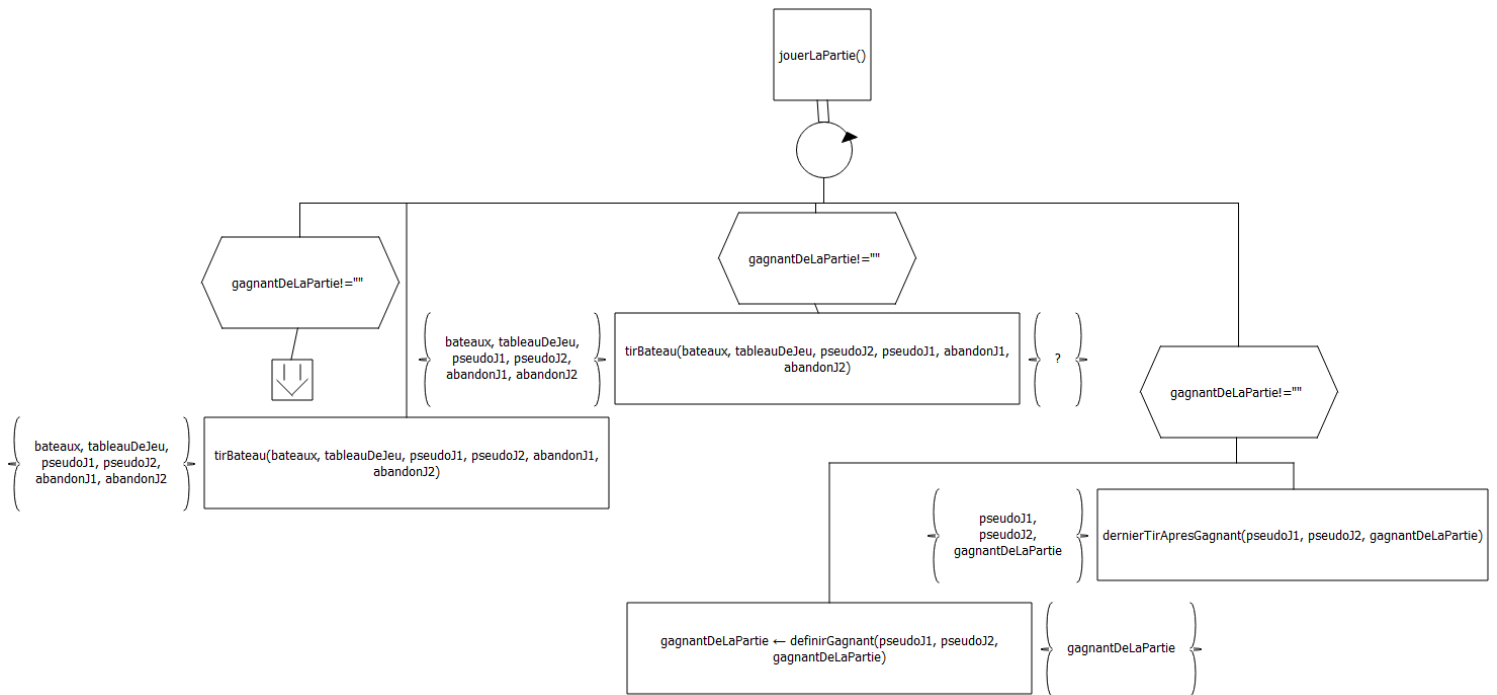 jouerLaPartie()
gagnantDeLaPartie!=""
gagnantDeLaPartie!=""
bateaux, tableauDeJeu,
pseudoJ1, pseudoJ2,
abandonJ1, abandonJ2
tirBateau(bateaux, tableauDeJeu, pseudoJ2, pseudoJ1, abandonJ1,
abandonJ2)
?
gagnantDeLaPartie!=""
bateaux, tableauDeJeu,
pseudoJ1, pseudoJ2,
abandonJ1, abandonJ2
tirBateau(bateaux, tableauDeJeu, pseudoJ1, pseudoJ2, abandonJ1,
abandonJ2)
pseudoJ1,
pseudoJ2,
gagnantDeLaPartie
dernierTirApresGagnant(pseudoJ1, pseudoJ2, gagnantDeLaPartie)
gagnantDeLaPartie ← definirGagnant(pseudoJ1, pseudoJ2,
gagnantDeLaPartie)
gagnantDeLaPartie